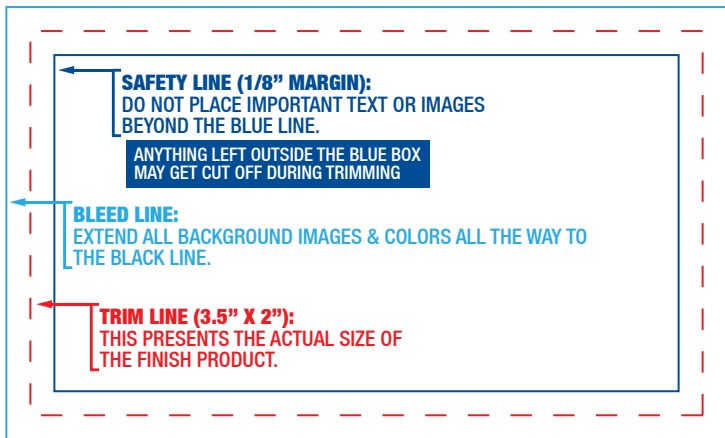 SAFETY LINE (1/8” MARGIN):
DO NOT PLACE IMPORTANT TEXT OR IMAGES
BEYOND THE BLUE LINE.
ANYTHING LEFT OUTSIDE THE BLUE BOX
MAY GET CUT OFF DURING TRIMMING
BLEED LINE:
EXTEND ALL BACKGROUND IMAGES & COLORS ALL THE WAY TO
THE BLACK LINE.
TRIM LINE (3.5” X 2”):
THIS PRESENTS THE ACTUAL SIZE OF
THE FINISH PRODUCT.